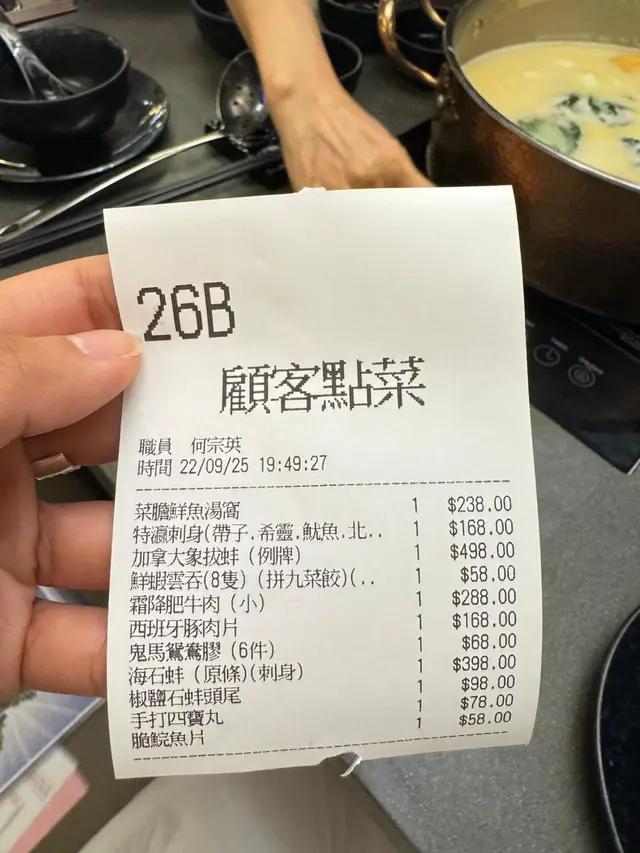 26B
顧客點菜
職員 何宗英
時間 22/09/25 19:49:27
菜膽鮮魚湯窩 1 $238.00
特瀛刺身(帶子.希靈.魷魚.北.. 1 $168.00
加拿大象拔蚌 (例牌) 1 $498.00
鮮蝦雲吞(8隻) (拼九菜餃)(.. 1 $58.00
霜降肥牛肉 (小) 1 $288.00
西班牙豚肉片 1 $168.00
鬼馬鴛鴦膠 (6件) 1 $68.00
海石蚌 (原條)(刺身) 1 $398.00
椒鹽石蚌頭尾 1 $98.00
手打四寶丸 1 $78.00
脆鯇魚片 1 $58.00